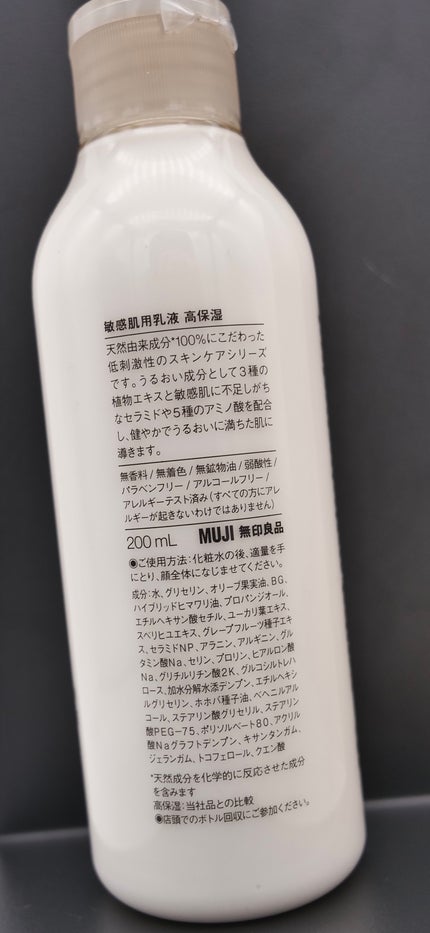 敏感肌用乳液 高保湿
天然由来成分*100%にこだわった
低刺激性のスキンケアシリーズ
です。うるおい成分として3種の
植物エキスと敏感肌に不足しがち
なセラミドや5種のアミノ酸を配合
し、健やかでうるおいに満ちた肌に
導きます。
無香料/無着色/無鉱物油/弱酸性/
パラベンフリー/アルコールフリー/
アレルギーテスト済み(すべての方にアレ
ルギーが起きないわけではありません)
200 mL MUJI 無印良品
◉ご使用方法:化粧水の後、適量を手
にとり、顔全体になじませてください。
成分:水、グリセリン、オリーブ果実油、BG、
ハイブリッドヒマワリ油、プロパンジオール、
エチルヘキサン酸セチル、ユーカリ葉エキス、
スベリヒユエキス、グレープフルーツ種子エキ
ス、セラミドNP、アラニン、アルギニン、グル
タミン酸Na、セリン、プロリン、ヒアルロン酸
Na、グリチルリチン酸2K、グルコシルトレハ
ロース、加水分解水添デンプン、エチルヘキシ
ルグリセリン、ホホバ種子油、ベヘニルアル
コール、ステアリン酸グリセリル、ステアリン
酸PEG-75、ポリソルベート80、アクリル
酸Naグラフトデンプン、キサンタンガム、
ジェランガム、トコフェロール、クエン酸
*天然成分を化学的に反応させた成分
を含みます
高保湿:当社品との比較
◉店頭でのボトル回収にご参加ください。